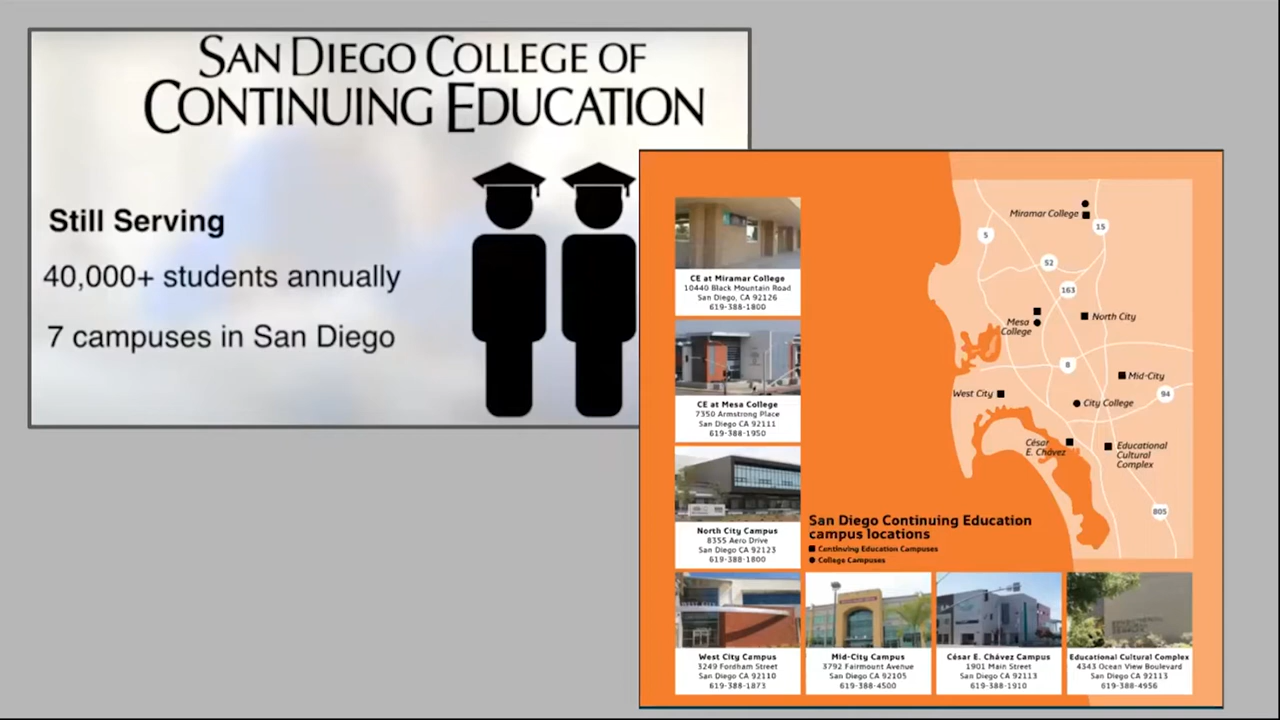 SAN DIEGO COLLEGE OF
CONTINUING EDUCATION
Still Serving
40,000+ students annually
7 campuses in San Diego
CE at Miramar College
10440 Black Mountain Road
San Diego, CA 92126
619-388-1800
CE at Mesa College
7350 Armstrong Place
San Diego CA 92111
619-388-1950
North City Campus
8355 Aero Drive
San Diego CA 92123
619-388-1800
West City Campus
3249 Fordham Street
San Diego CA 92110
619-388-1873
Mid-City Campus
3792 Fairmount Avenue
San Diego CA 92105
619-388-4500
César E. Chávez Campus
1901 Main Street
San Diego CA 92113
619-388-1910
Educational Cultural Complex
4343 Ocean View Boulevard
San Diego CA 92113
619-388-4956
San Diego Continuing Education
campus locations
Continuing Education Campuses
College Campuses
Miramar College
15
5
52
163
Mesa
College
North City
8
Mid-City
West City
94
City College
César
E. Chávez
Educational
Cultural
Complex
805